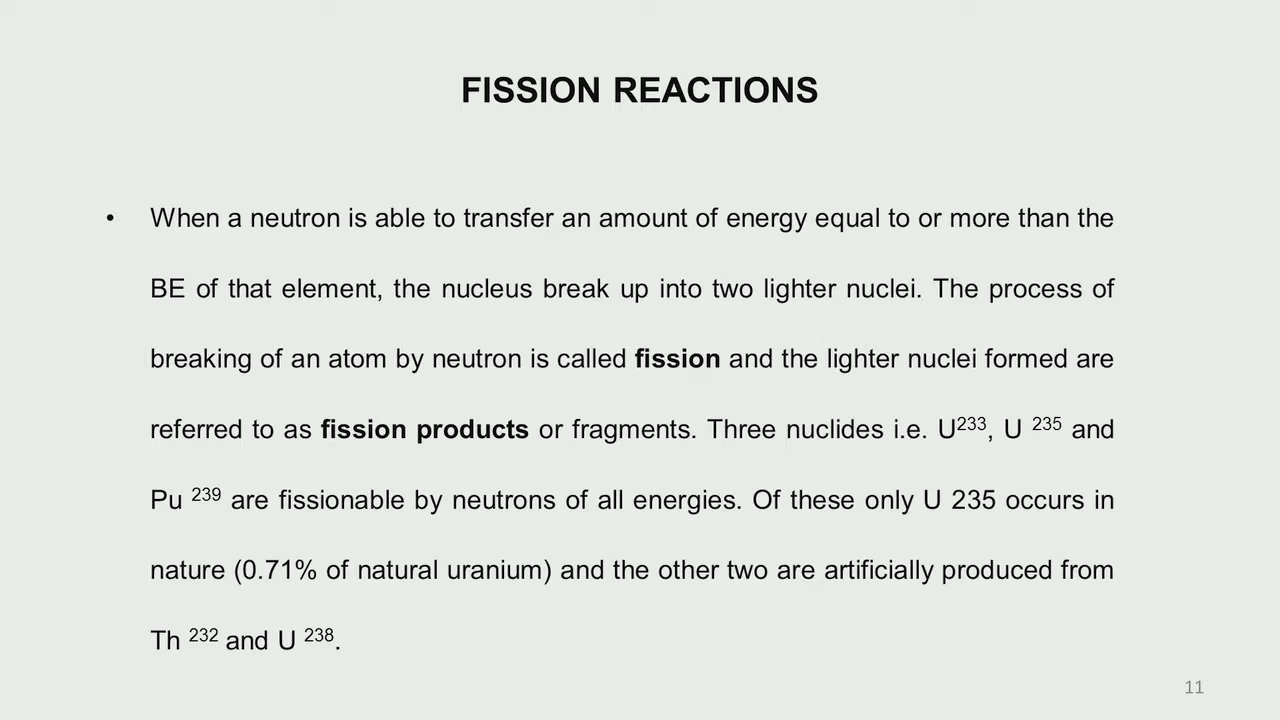 FISSION REACTIONS
• When a neutron is able to transfer an amount of energy equal to or more than the
BE of that element, the nucleus break up into two lighter nuclei. The process of
breaking of an atom by neutron is called fission and the lighter nuclei formed are
referred to as fission products or fragments. Three nuclides i.e. U²³³, U ²³⁵ and
Pu ²³⁹ are fissionable by neutrons of all energies. Of these only U 235 occurs in
nature (0.71% of natural uranium) and the other two are artificially produced from
Th ²³² and U ²³⁸.
11